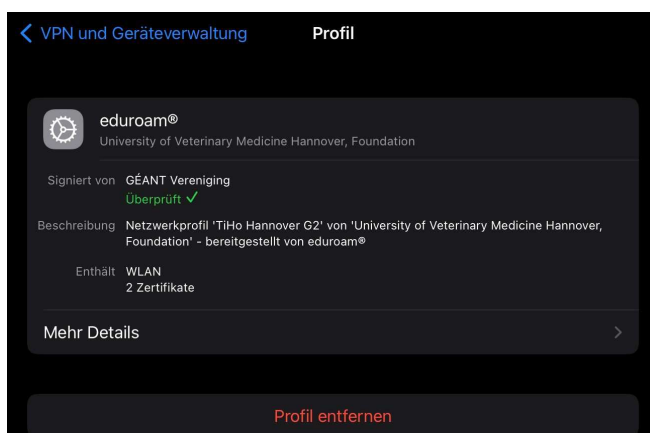 VPN und Geräteverwaltung Profil
eduroam®
University of Veterinary Medicine Hannover, Foundation
Signiert von GÉANT Vereniging
Überprüft ✓
Beschreibung Netzwerkprofil 'TiHo Hannover G2' von 'University of Veterinary Medicine Hannover,
Foundation' - bereitgestellt von eduroam®
Enthält WLAN
2 Zertifikate
Mehr Details
Profil entfernen